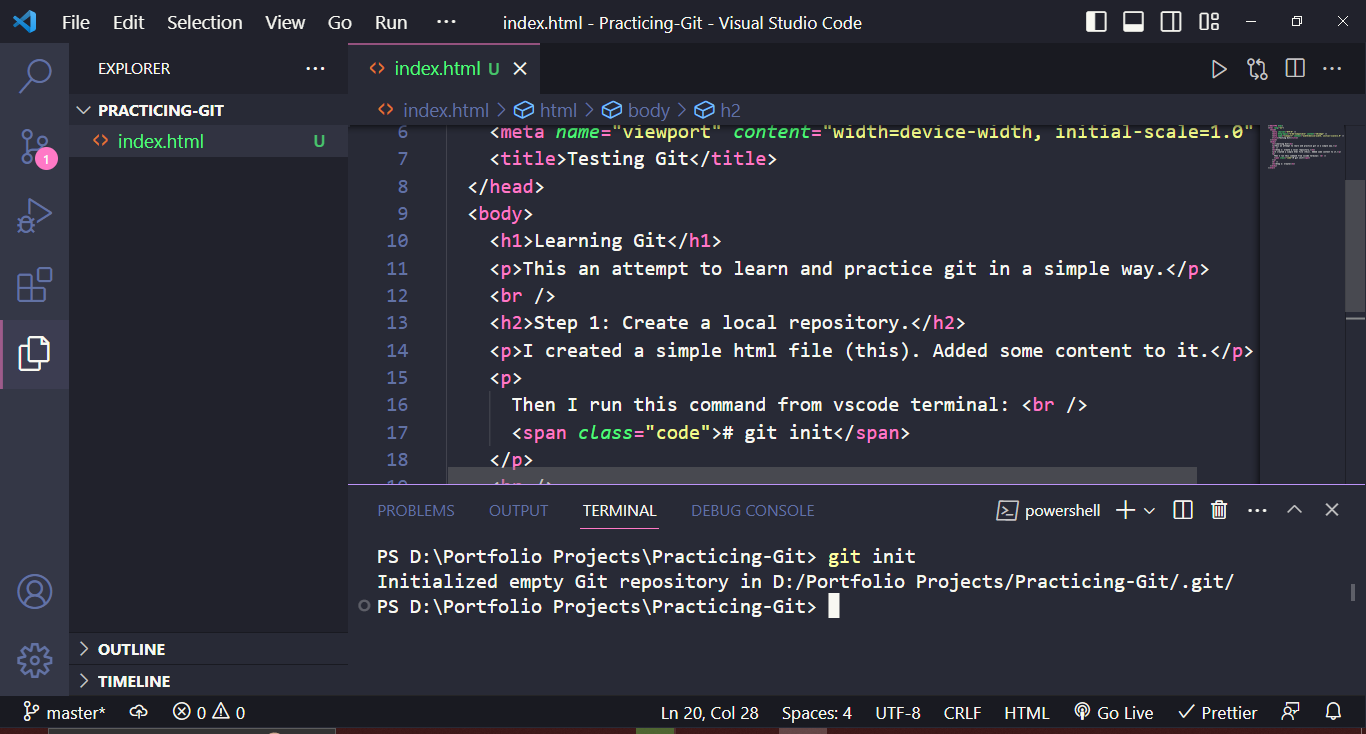 File Edit Selection View Go Run ··· index.html - Practicing-Git - Visual Studio Code
EXPLORER ···
PRACTICING-GIT
index.html U
1
OUTLINE
TIMELINE
index.html U
index.html > html > body > h2
6 <meta name="viewport" content="width=device-width, initial-scale=1.0"
7 <title>Testing Git</title>
8 </head>
9 <body>
10 <h1>Learning Git</h1>
11 <p>This an attempt to learn and practice git in a simple way.</p>
12 <br />
13 <h2>Step 1: Create a local repository.</h2>
14 <p>I created a simple html file (this). Added some content to it.</p>
15 <p>
16 Then I run this command from vscode terminal: <br />
17 <span class="code"># git init</span>
18 </p>
19 <br />
PROBLEMS OUTPUT TERMINAL DEBUG CONSOLE powershell
PS D:\Portfolio Projects\Practicing-Git> git init
Initialized empty Git repository in D:/Portfolio Projects/Practicing-Git/.git/
PS D:\Portfolio Projects\Practicing-Git>
master* 0 0 Ln 20, Col 28 Spaces: 4 UTF-8 CRLF HTML Go Live Prettier